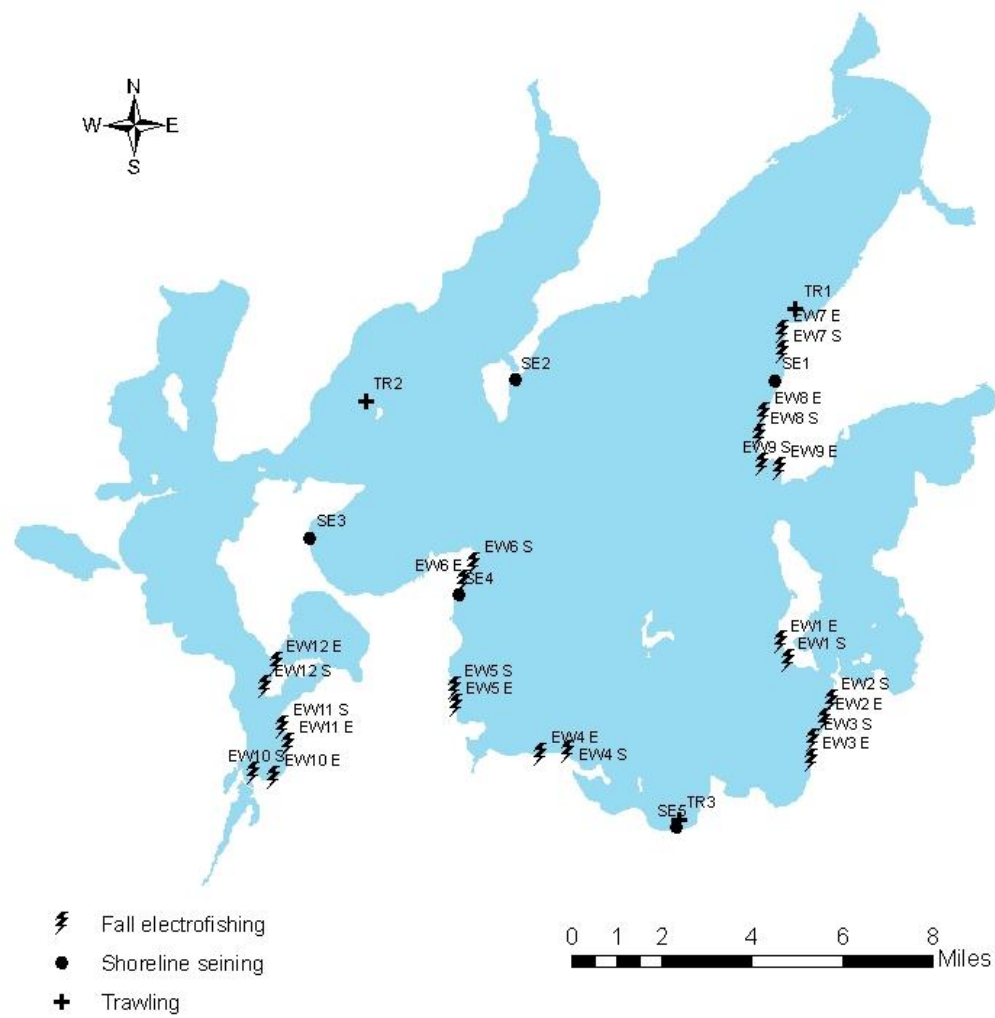 N
W E
S
TR1
EW7 E
EW7 S
SE1
SE2
TR2
EW8 E
EW8 S
EW9 S EW9 E
SE3
EW6 S
EW6 E
SE4
EW1 E
EW1 S
EW12 E
EW12 S
EW5 S
EW5 E
EW2 S
EW2 E
EW3 S
EW3 E
EW11 S
EW11 E
EW10 S EW10 E
EW4 E
EW4 S
SE5 TR3
Fall electrofishing
Shoreline seining
Trawling
0 1 2 4 6 8
Miles